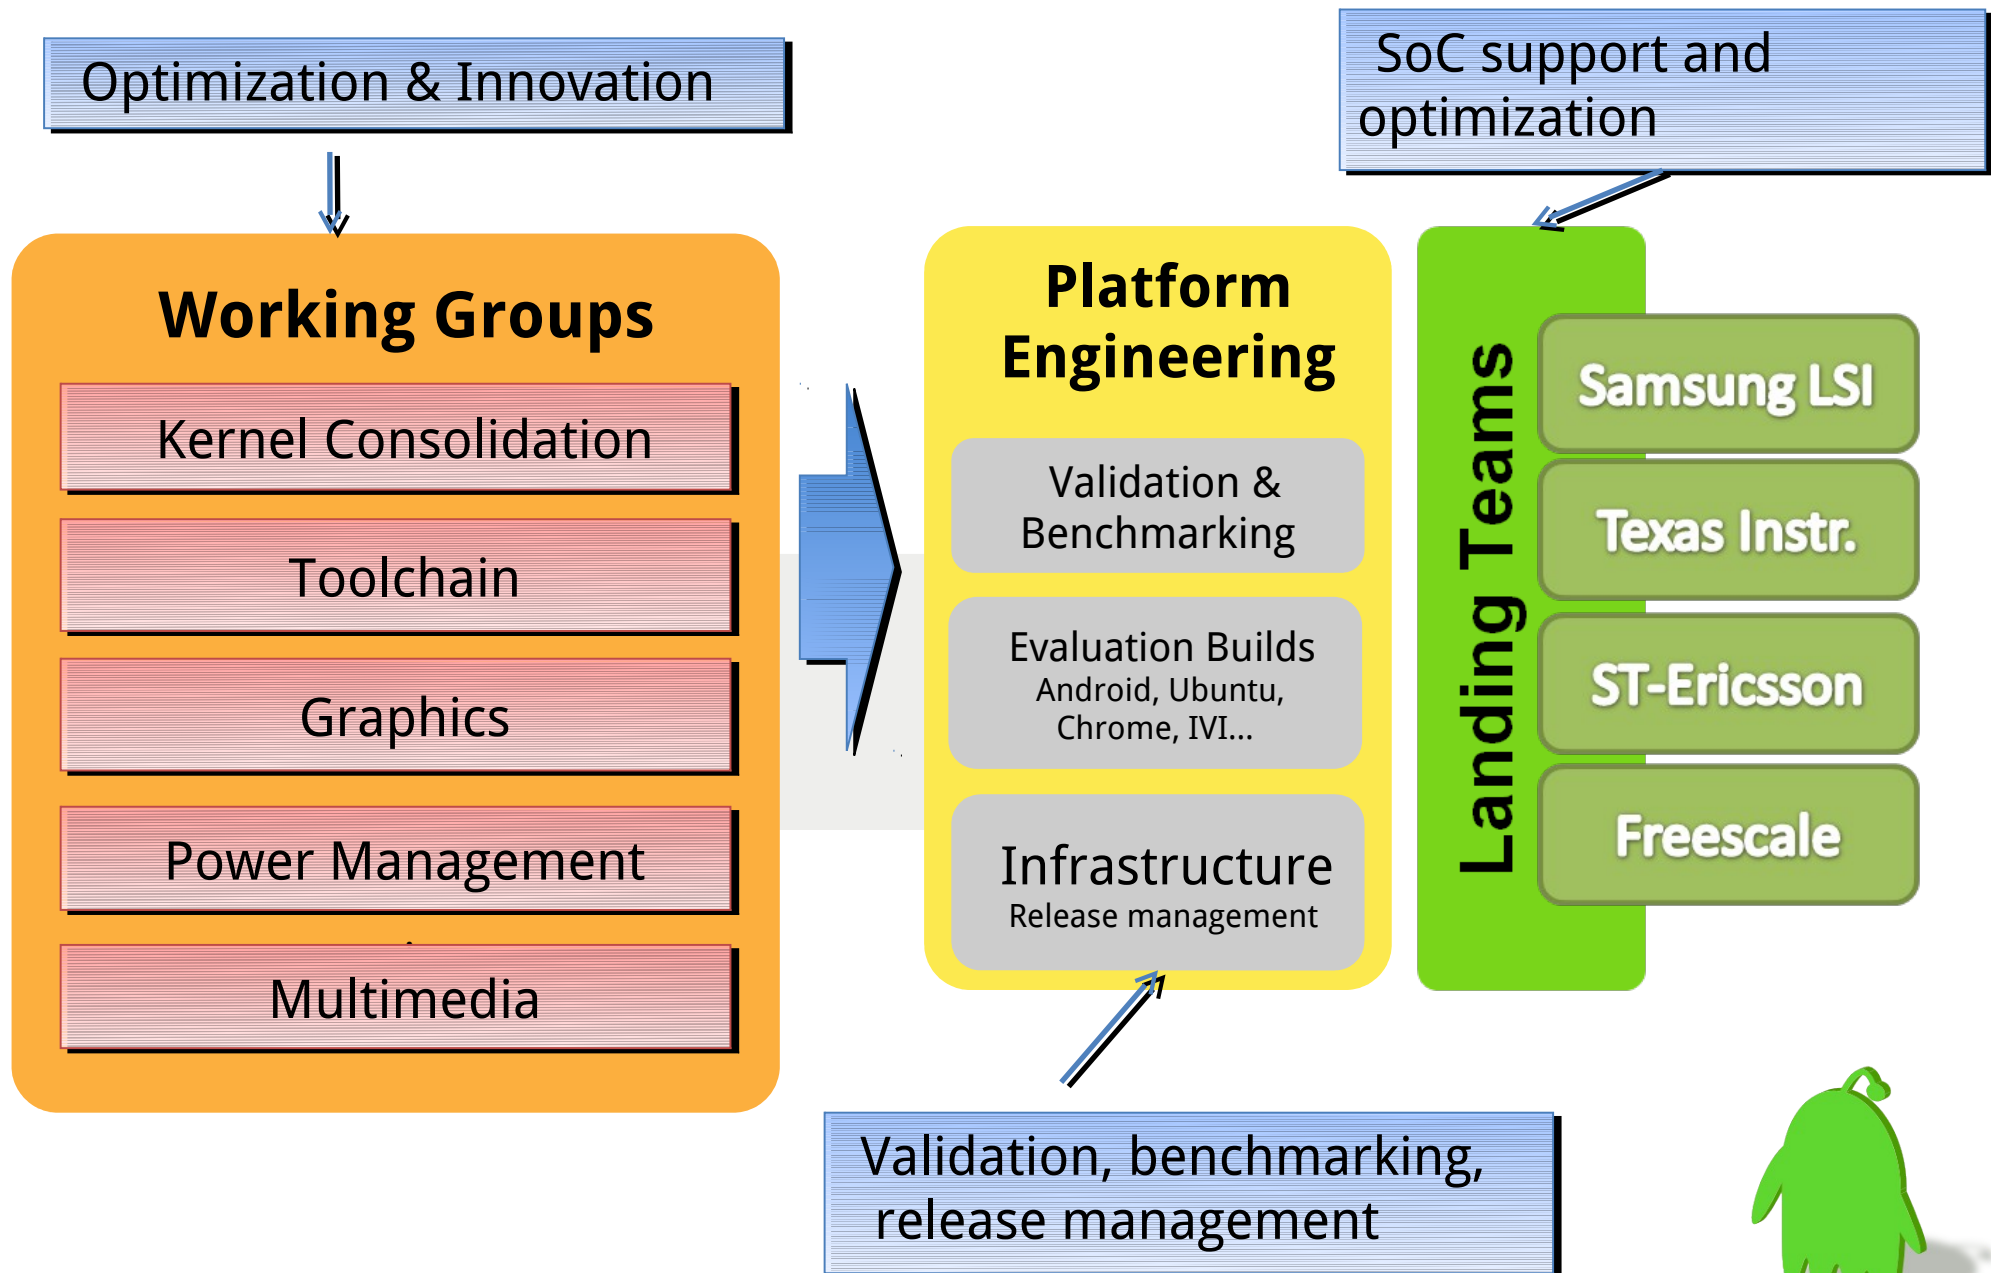 Optimization & Innovation
SoC support and
optimization
Working Groups
Kernel Consolidation
Toolchain
Graphics
Power Management
Multimedia
Platform
Engineering
Validation &
Benchmarking
Evaluation Builds
Android, Ubuntu,
Chrome, IVI...
Infrastructure
Release management
Landing Teams
Samsung LSI
Texas Instr.
ST-Ericsson
Freescale
Validation, benchmarking,
release management